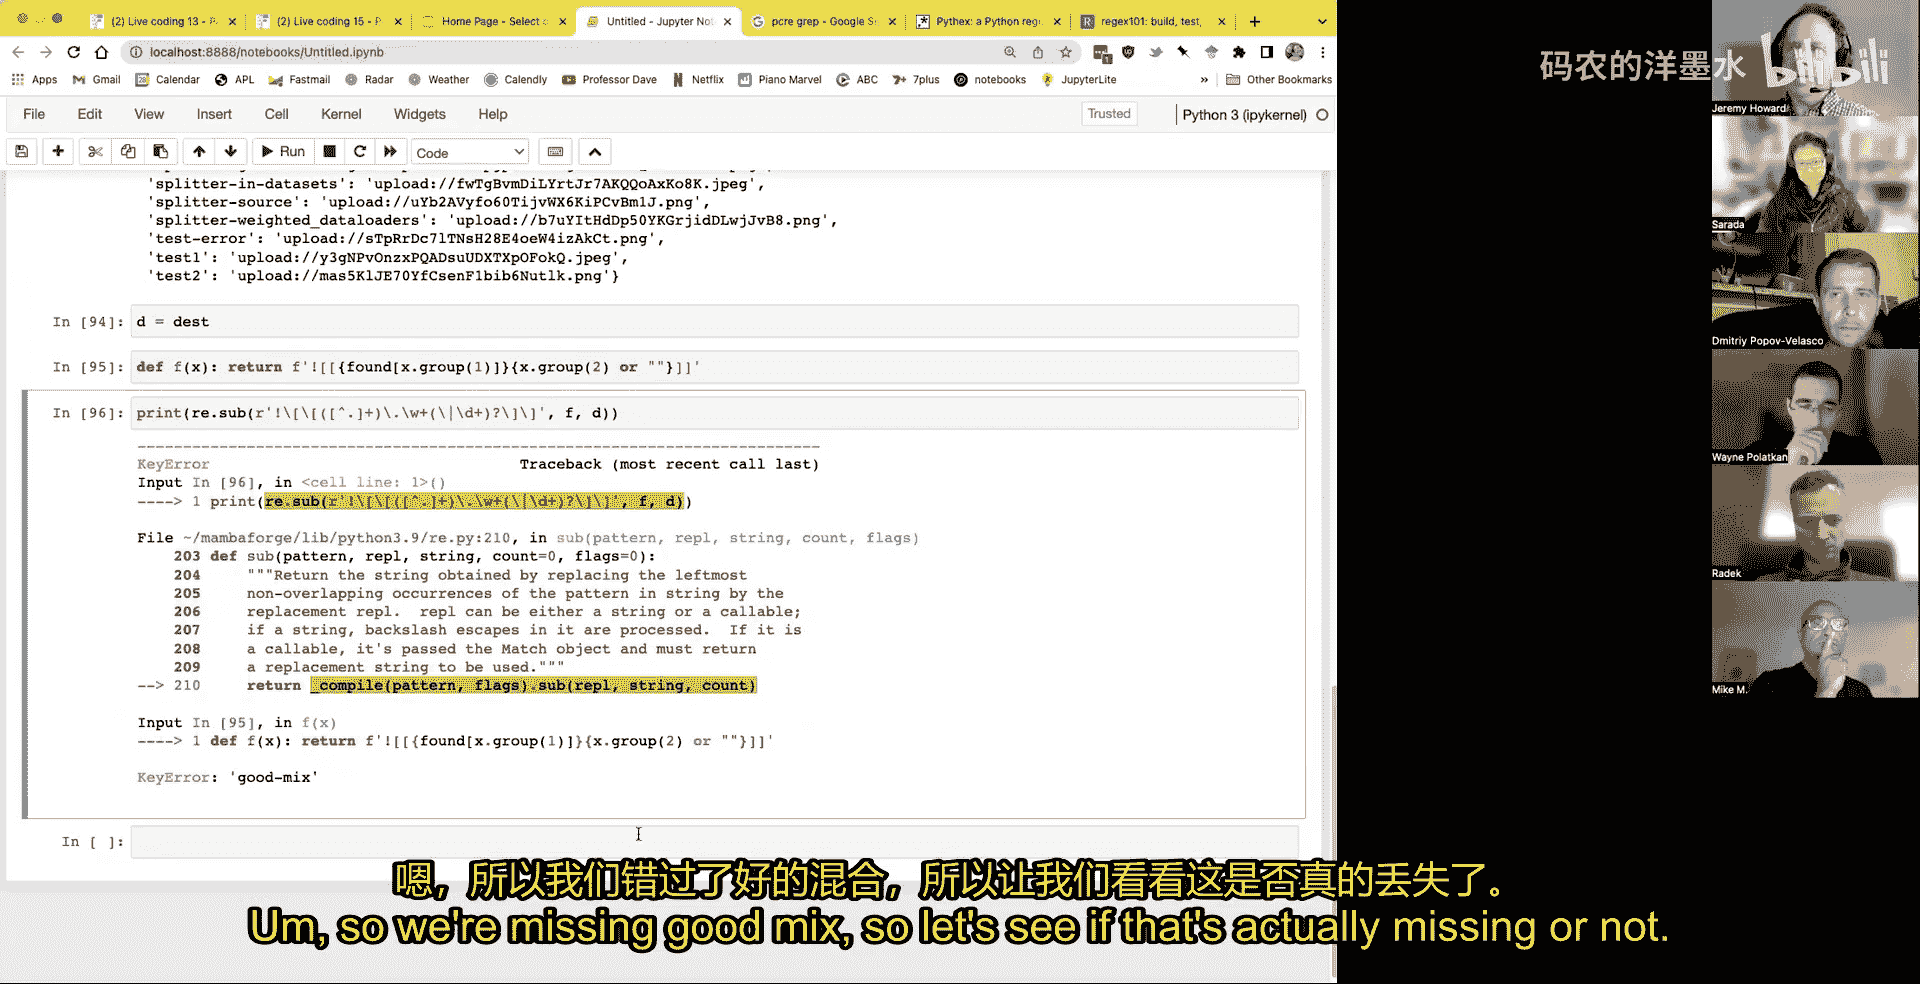 (2) Live coding 13 - P
(2) Live coding 15 - P
Home Page - Select o
Untitled - Jupyter Not
pcre grep - Google S
Pythex: a Python reg
regex101: build, test,
localhost:8888/notebooks/Untitled.ipynb
Apps Gmail Calendar APL Fastmail Radar Weather Calendly Professor Dave Netflix Piano Marvel ABC 7plus notebooks JupyterLite » Other Bookmarks
File Edit View Insert Cell Kernel Widgets Help Trusted Python 3 (ipykernel)
Run Code
'splitter-in-datasets': 'upload://fwTgBvmDiLYrtJr7AKQQoAxKo8K.jpeg',
'splitter-source': 'upload://uYb2AVyfo60TijvWX6KiPCvBm1J.png',
'splitter-weighted_dataloaders': 'upload://b7uYItHdDp50YKGrjidDLwjJvB8.png',
'test-error': 'upload://sTpRrDc7lTNsH28E4oeW4izAkCt.png',
'test1': 'upload://y3gNPvOnzxPQADsuUDXTXpOFokQ.jpeg',
'test2': 'upload://mas5KlJE70YfCsenF1bib6Nutlk.png'}
In [94]: d = dest
In [95]: def f(x): return f'![[{found[x.group(1)]}{x.group(2) or ""}]]'
In [96]: print(re.sub(r'!\[\[([^.]+)\.\w+(\|\d+)?\]\]', f, d))
---------------------------------------------------------------------------
KeyError Traceback (most recent call last)
Input In [96], in <cell line: 1>()
----> 1 print(re.sub(r'!\[\[([^.]+)\.\w+(\|\d+)?\]\]', f, d))
File ~/mambaforge/lib/python3.9/re.py:210, in sub(pattern, repl, string, count, flags)
203 def sub(pattern, repl, string, count=0, flags=0):
204 """Return the string obtained by replacing the leftmost
205 non-overlapping occurrences of the pattern in string by the
206 replacement repl. repl can be either a string or a callable;
207 if a string, backslash escapes in it are processed. If it is
208 a callable, it's passed the Match object and must return
209 a replacement string to be used."""
--> 210 return _compile(pattern, flags).sub(repl, string, count)
Input In [95], in f(x)
----> 1 def f(x): return f'![[{found[x.group(1)]}{x.group(2) or ""}]]'
KeyError: 'good-mix'
In [ ]:
码农的洋墨水 bilibili
Jeremy Howard
Sarada
Dmitriy Popov-Velasco
Wayne Polatkan
Radek
Mike M.
嗯，所以我们错过了好的混合，所以让我们看看这是否真的丢失了。
Um, so we're missing good mix, so let's see if that's actually missing or not.